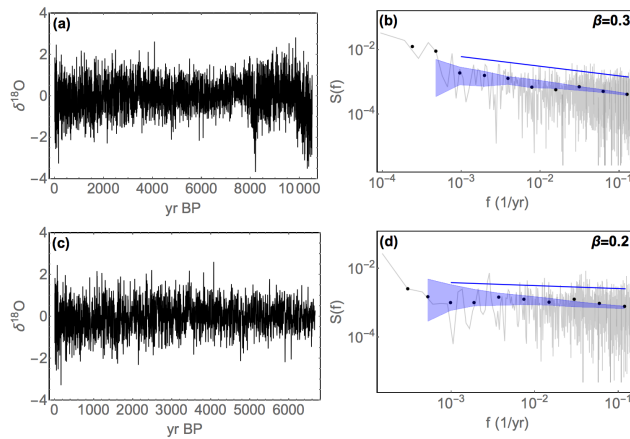 (a)
4
2
0
−2
−4
δ¹⁸O
0
2000
4000
6000
8000
10000
yr BP
(b)
β=0.3
10⁻²
10⁻⁴
S(f)
10⁻⁴
10⁻³
10⁻²
10⁻¹
f (1/yr)
(c)
4
2
0
−2
−4
δ¹⁸O
0
1000
2000
3000
4000
5000
6000
yr BP
(d)
β=0.2
10⁻²
10⁻⁴
S(f)
10⁻³
10⁻²
10⁻¹
f (1/yr)